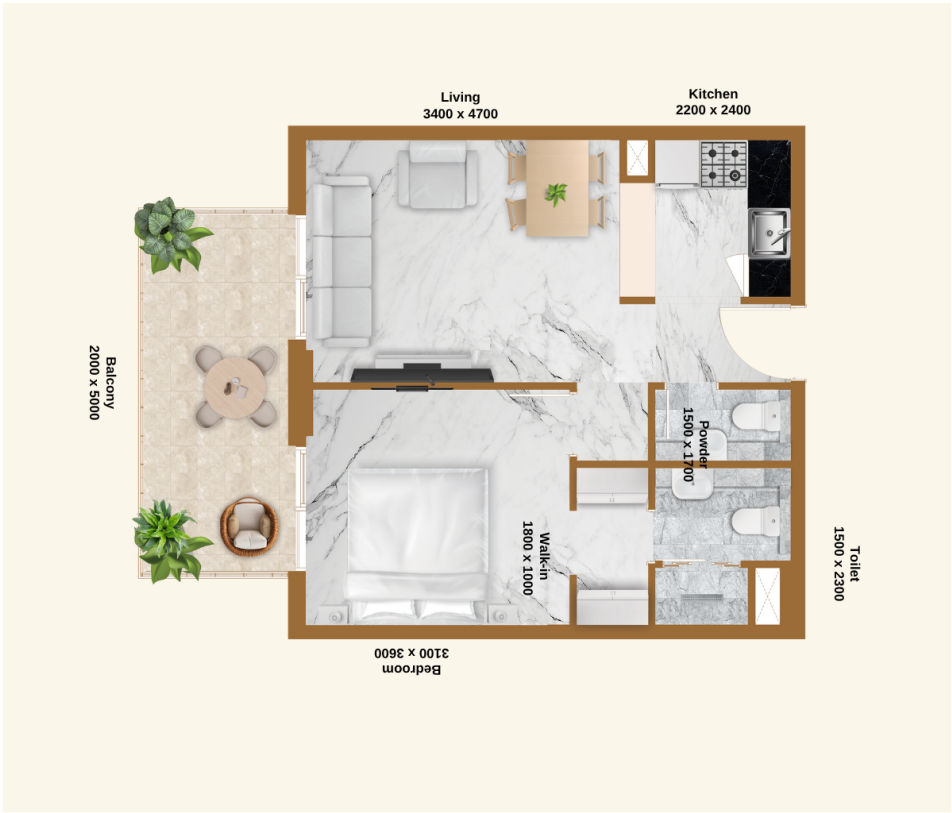 Living
3400 x 4700
Kitchen
2200 x 2400
Balcony
2000 x 5000
Powder
1500 x 1700
Walk-in
1800 x 1000
Toilet
1500 x 2300
Bedroom
3100 x 3600